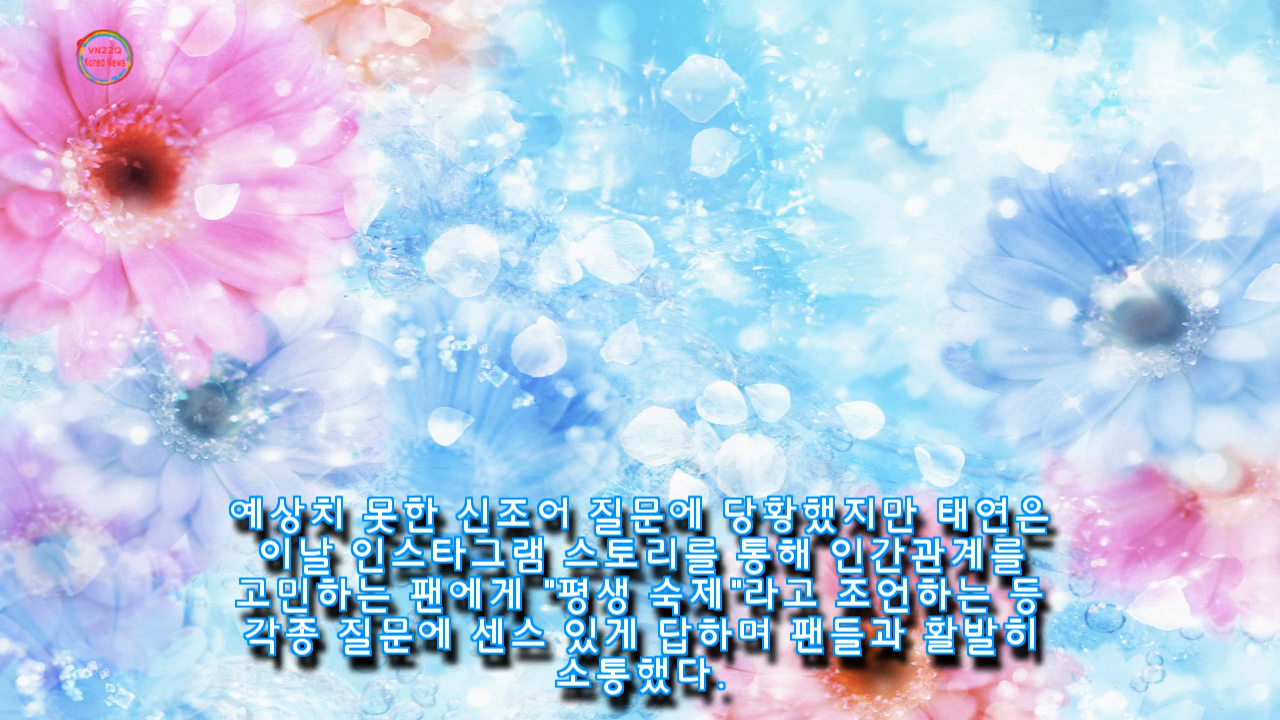 VN22Q
Korea News
예상치 못한 신조어 질문에 당황했지만 태연은
이날 인스타그램 스토리를 통해 인간관계를
고민하는 팬에게 "평생 숙제"라고 조언하는 등
각종 질문에 센스 있게 답하며 팬들과 활발히
소통했다.